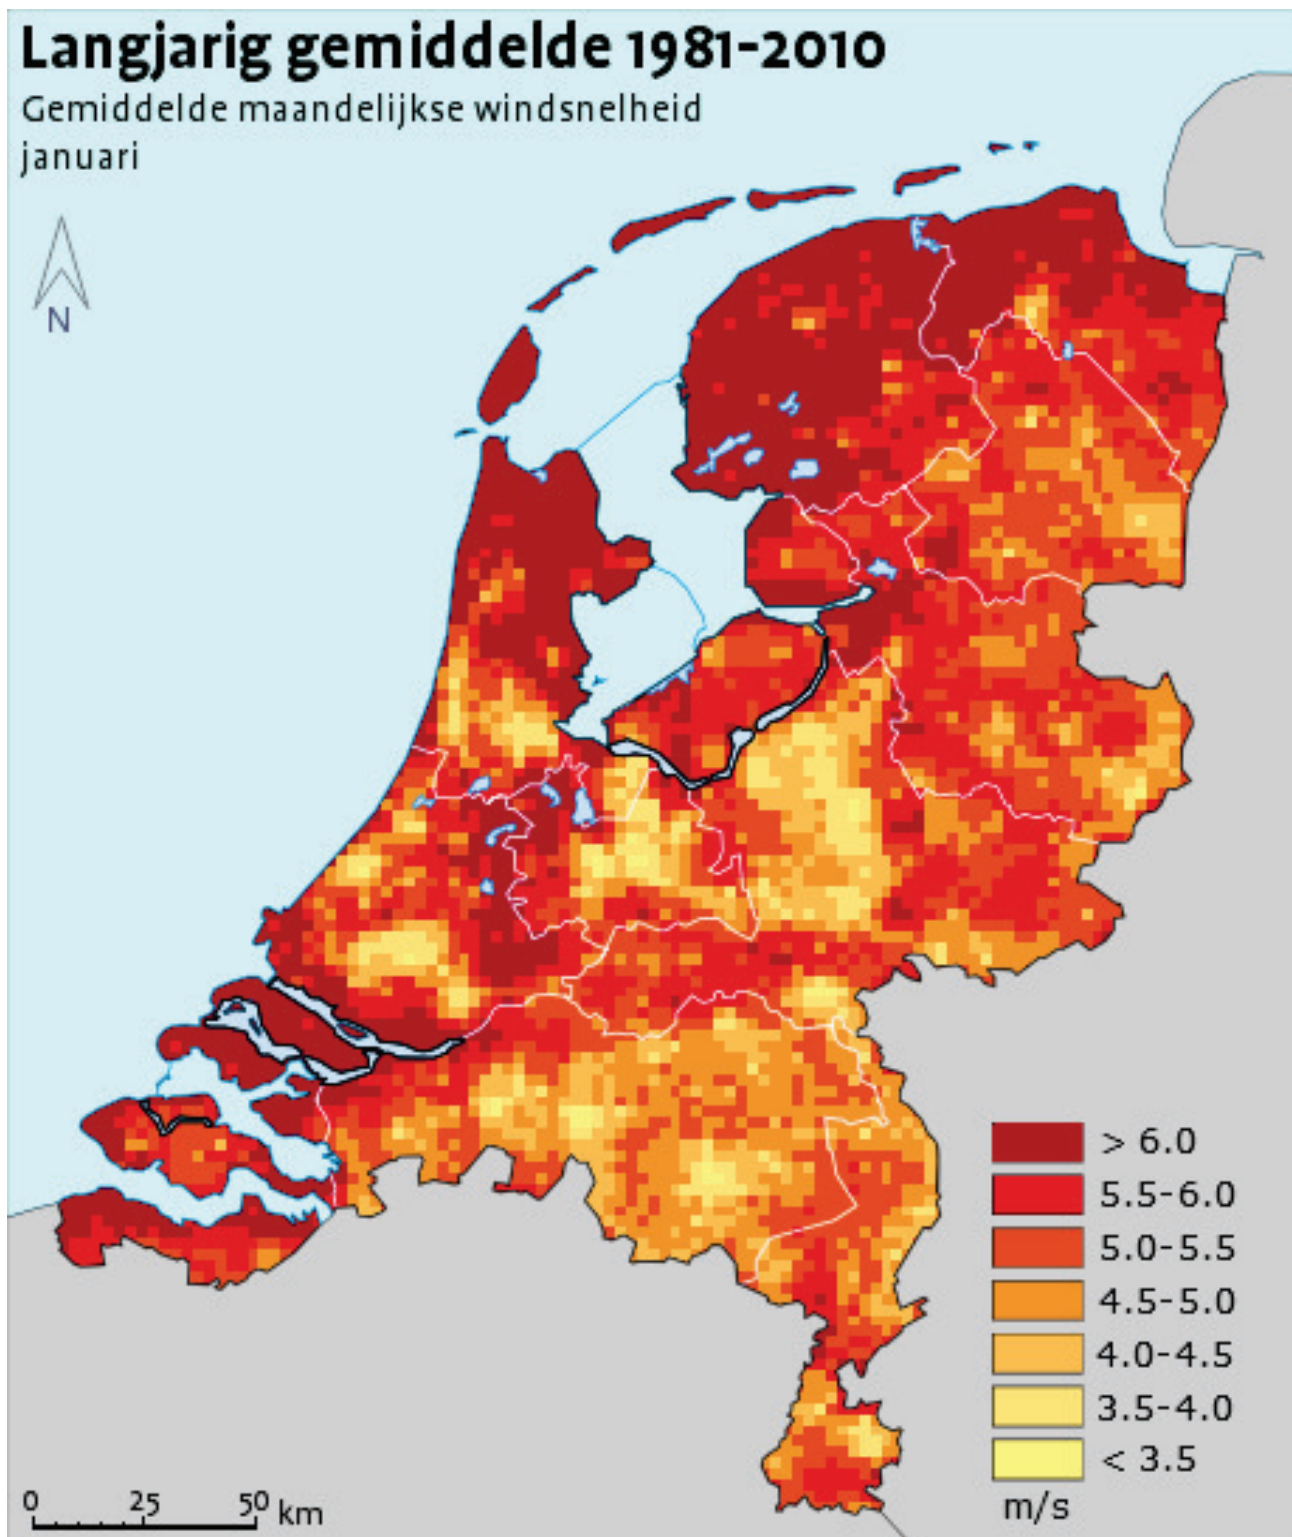 Langjarig gemiddelde 1981-2010
Gemiddelde maandelijkse windsnelheid
januari
N
> 6.0
5.5-6.0
5.0-5.5
4.5-5.0
4.0-4.5
3.5-4.0
< 3.5
m/s
0 25 50 km